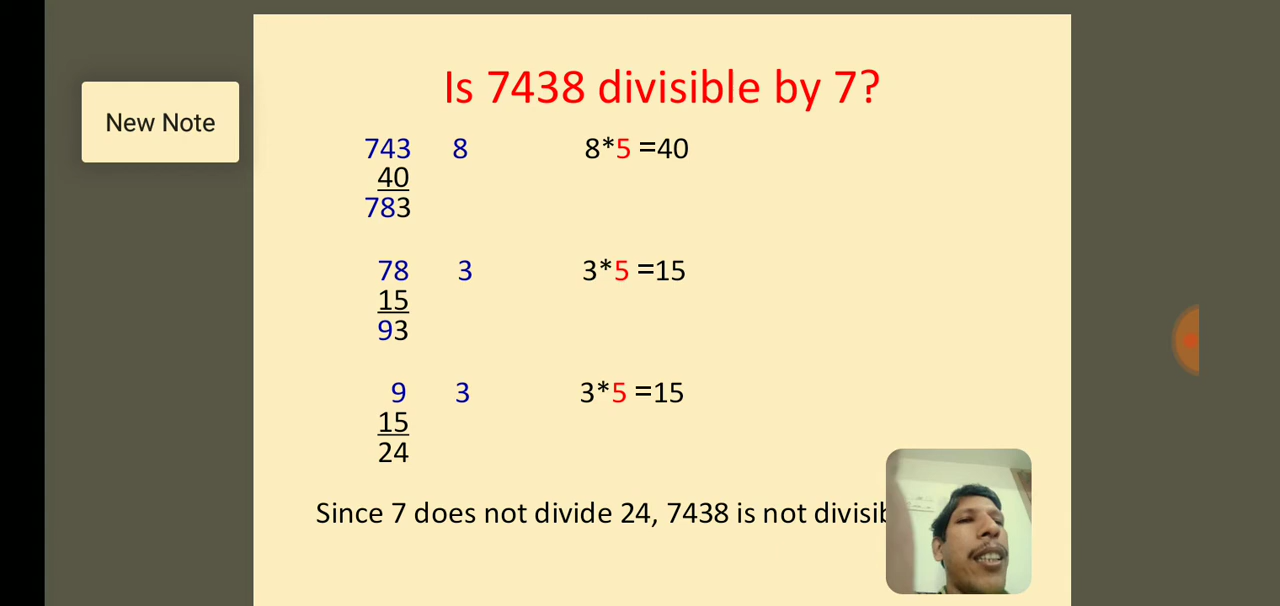 Is 7438 divisible by 7?
New Note
743 8 8*5 =40
40
783
78 3 3*5 =15
15
93
9 3 3*5 =15
15
24
Since 7 does not divide 24, 7438 is not